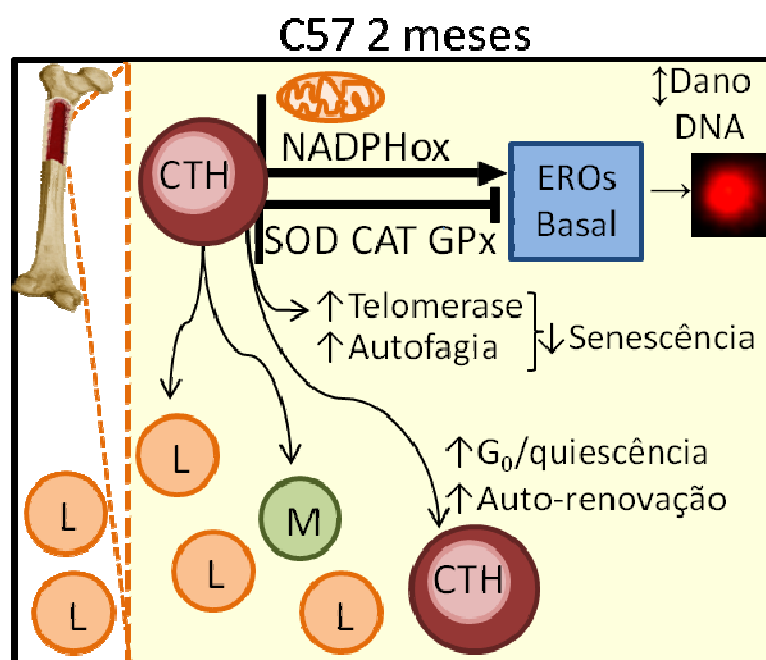 C57 2 meses
↕Dano
DNA
NADPHox
CTH
EROs
Basal
SOD CAT GPx
↑Telomerase
↑Autofagia
↓Senescência
L
↑G₀/quiescência
↑Auto-renovação
L
M
L
CTH
L
L